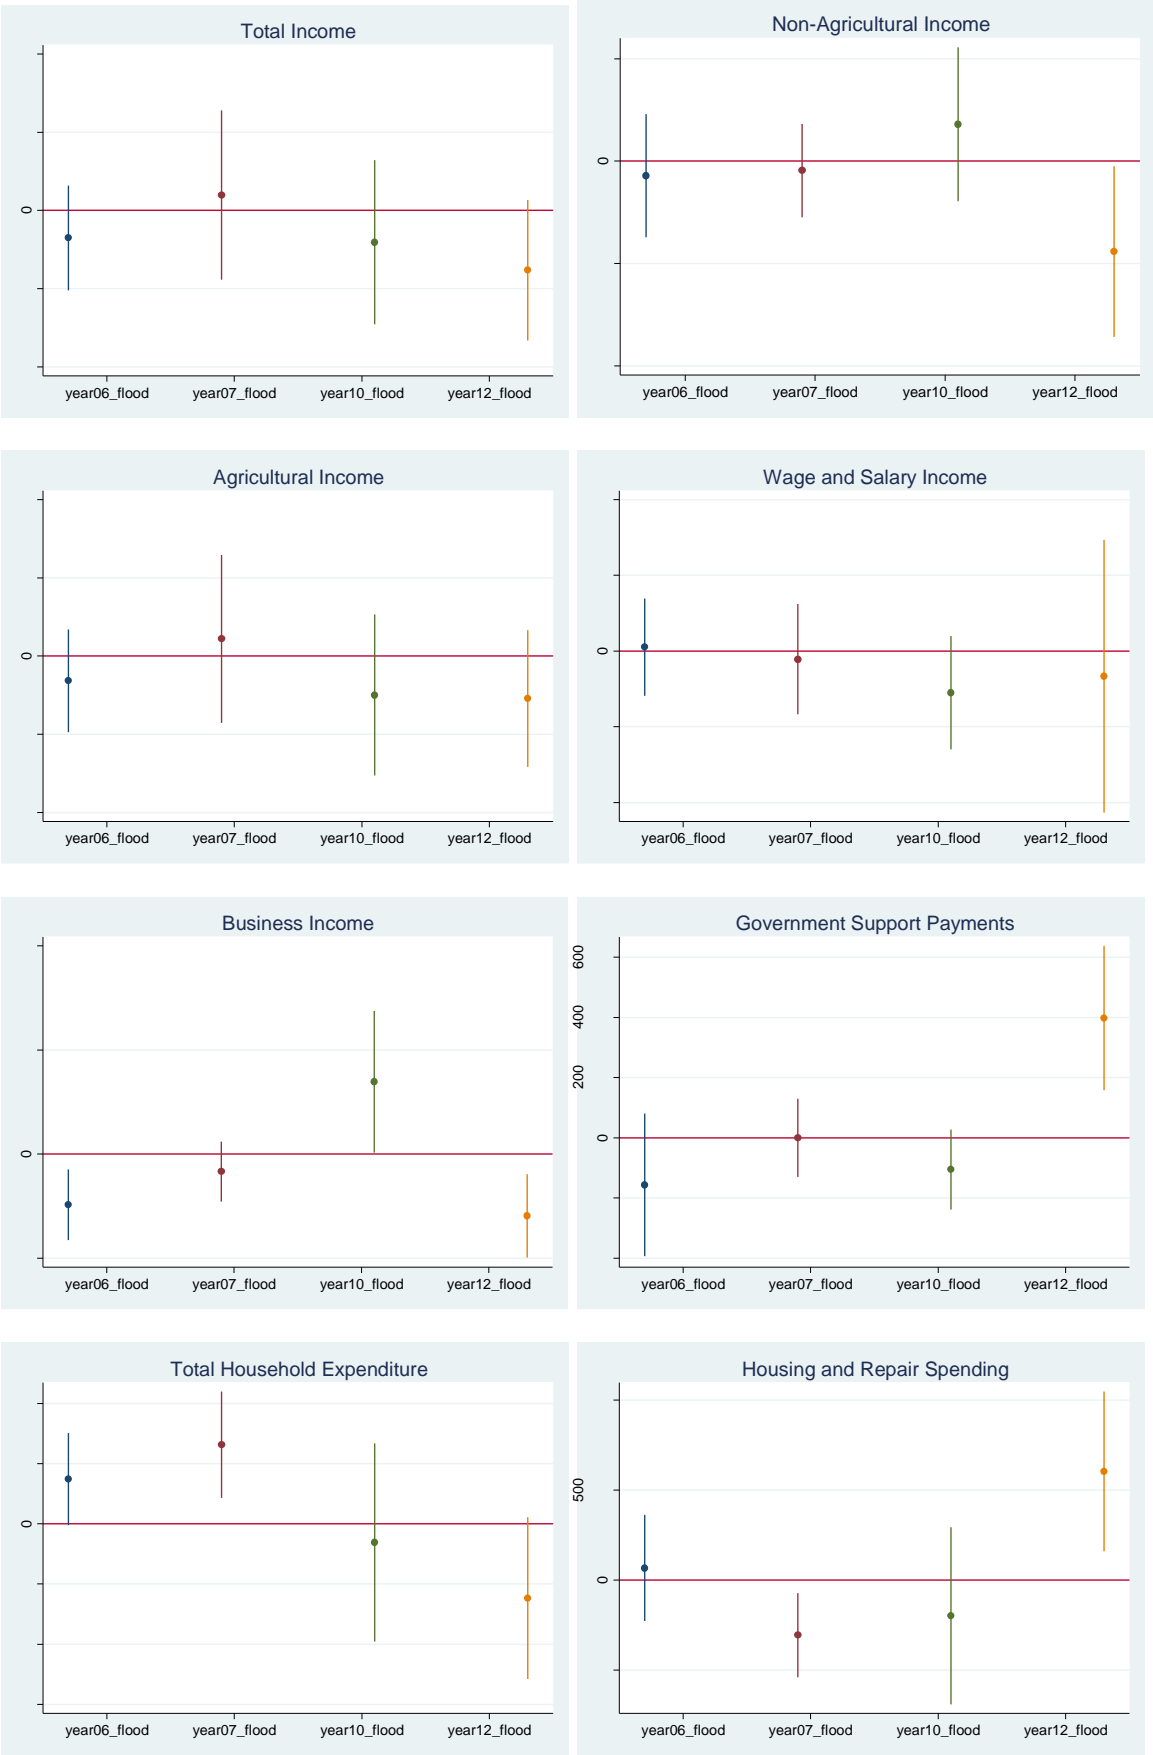 Total Income
0
year06_flood year07_flood year10_flood year12_flood
Non-Agricultural Income
0
year06_flood year07_flood year10_flood year12_flood
Agricultural Income
0
year06_flood year07_flood year10_flood year12_flood
Wage and Salary Income
0
year06_flood year07_flood year10_flood year12_flood
Business Income
0
year06_flood year07_flood year10_flood year12_flood
Government Support Payments
600
400
200
0
year06_flood year07_flood year10_flood year12_flood
Total Household Expenditure
0
year06_flood year07_flood year10_flood year12_flood
Housing and Repair Spending
500
0
year06_flood year07_flood year10_flood year12_flood